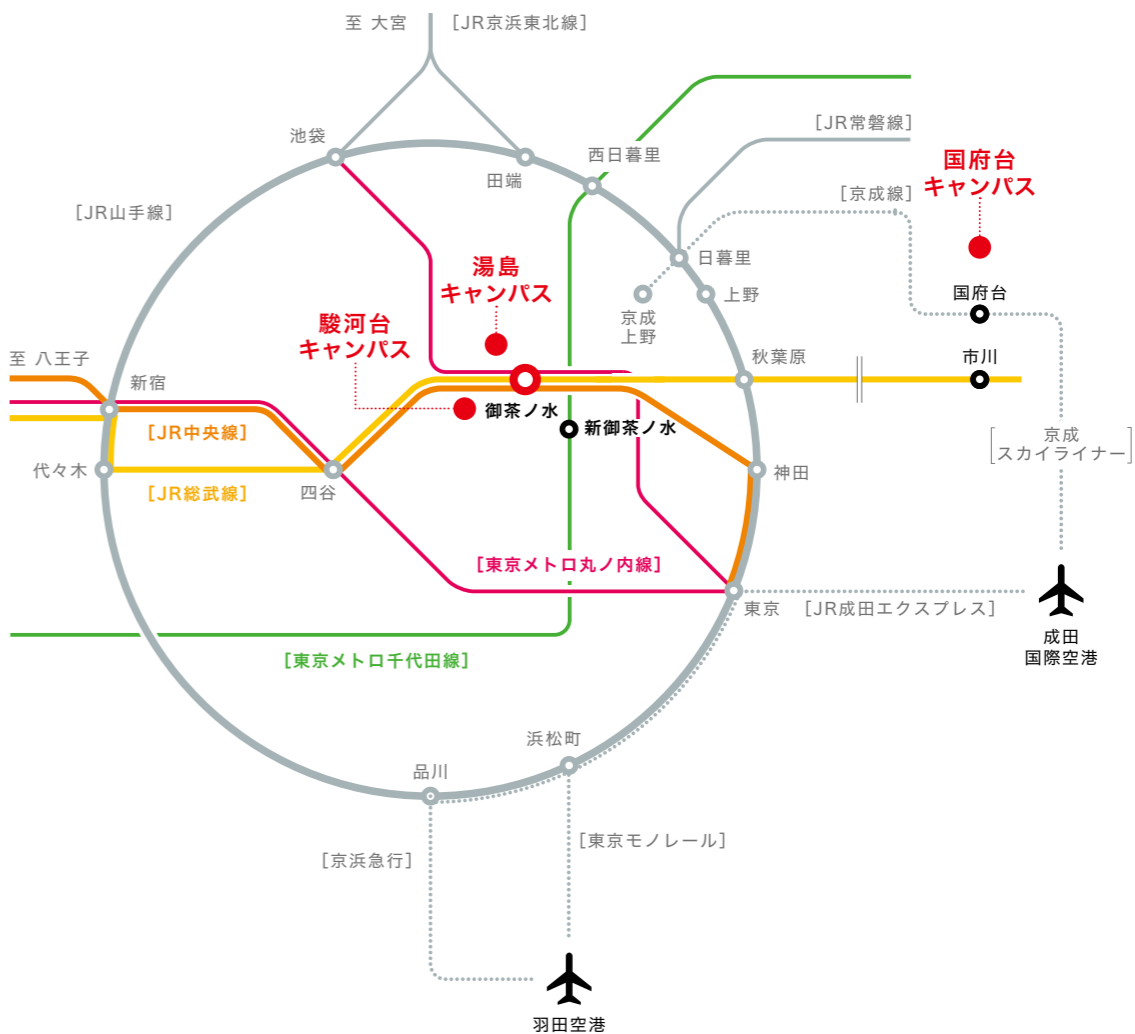 至 大宮
[JR京浜東北線]
池袋
田端
西日暮里
[JR常磐線]
国府台
キャンパス
[京成線]
[JR山手線]
日暮里
湯島
キャンパス
上野
京成
上野
国府台
駿河台
キャンパス
至 八王子
新宿
秋葉原
市川
御茶ノ水
新御茶ノ水
[JR中央線]
京成
[スカイライナー]
代々木
四谷
神田
[JR総武線]
[東京メトロ丸ノ内線]
東京
[JR成田エクスプレス]
成田
国際空港
[東京メトロ千代田線]
浜松町
品川
[東京モノレール]
[京浜急行]
羽田空港